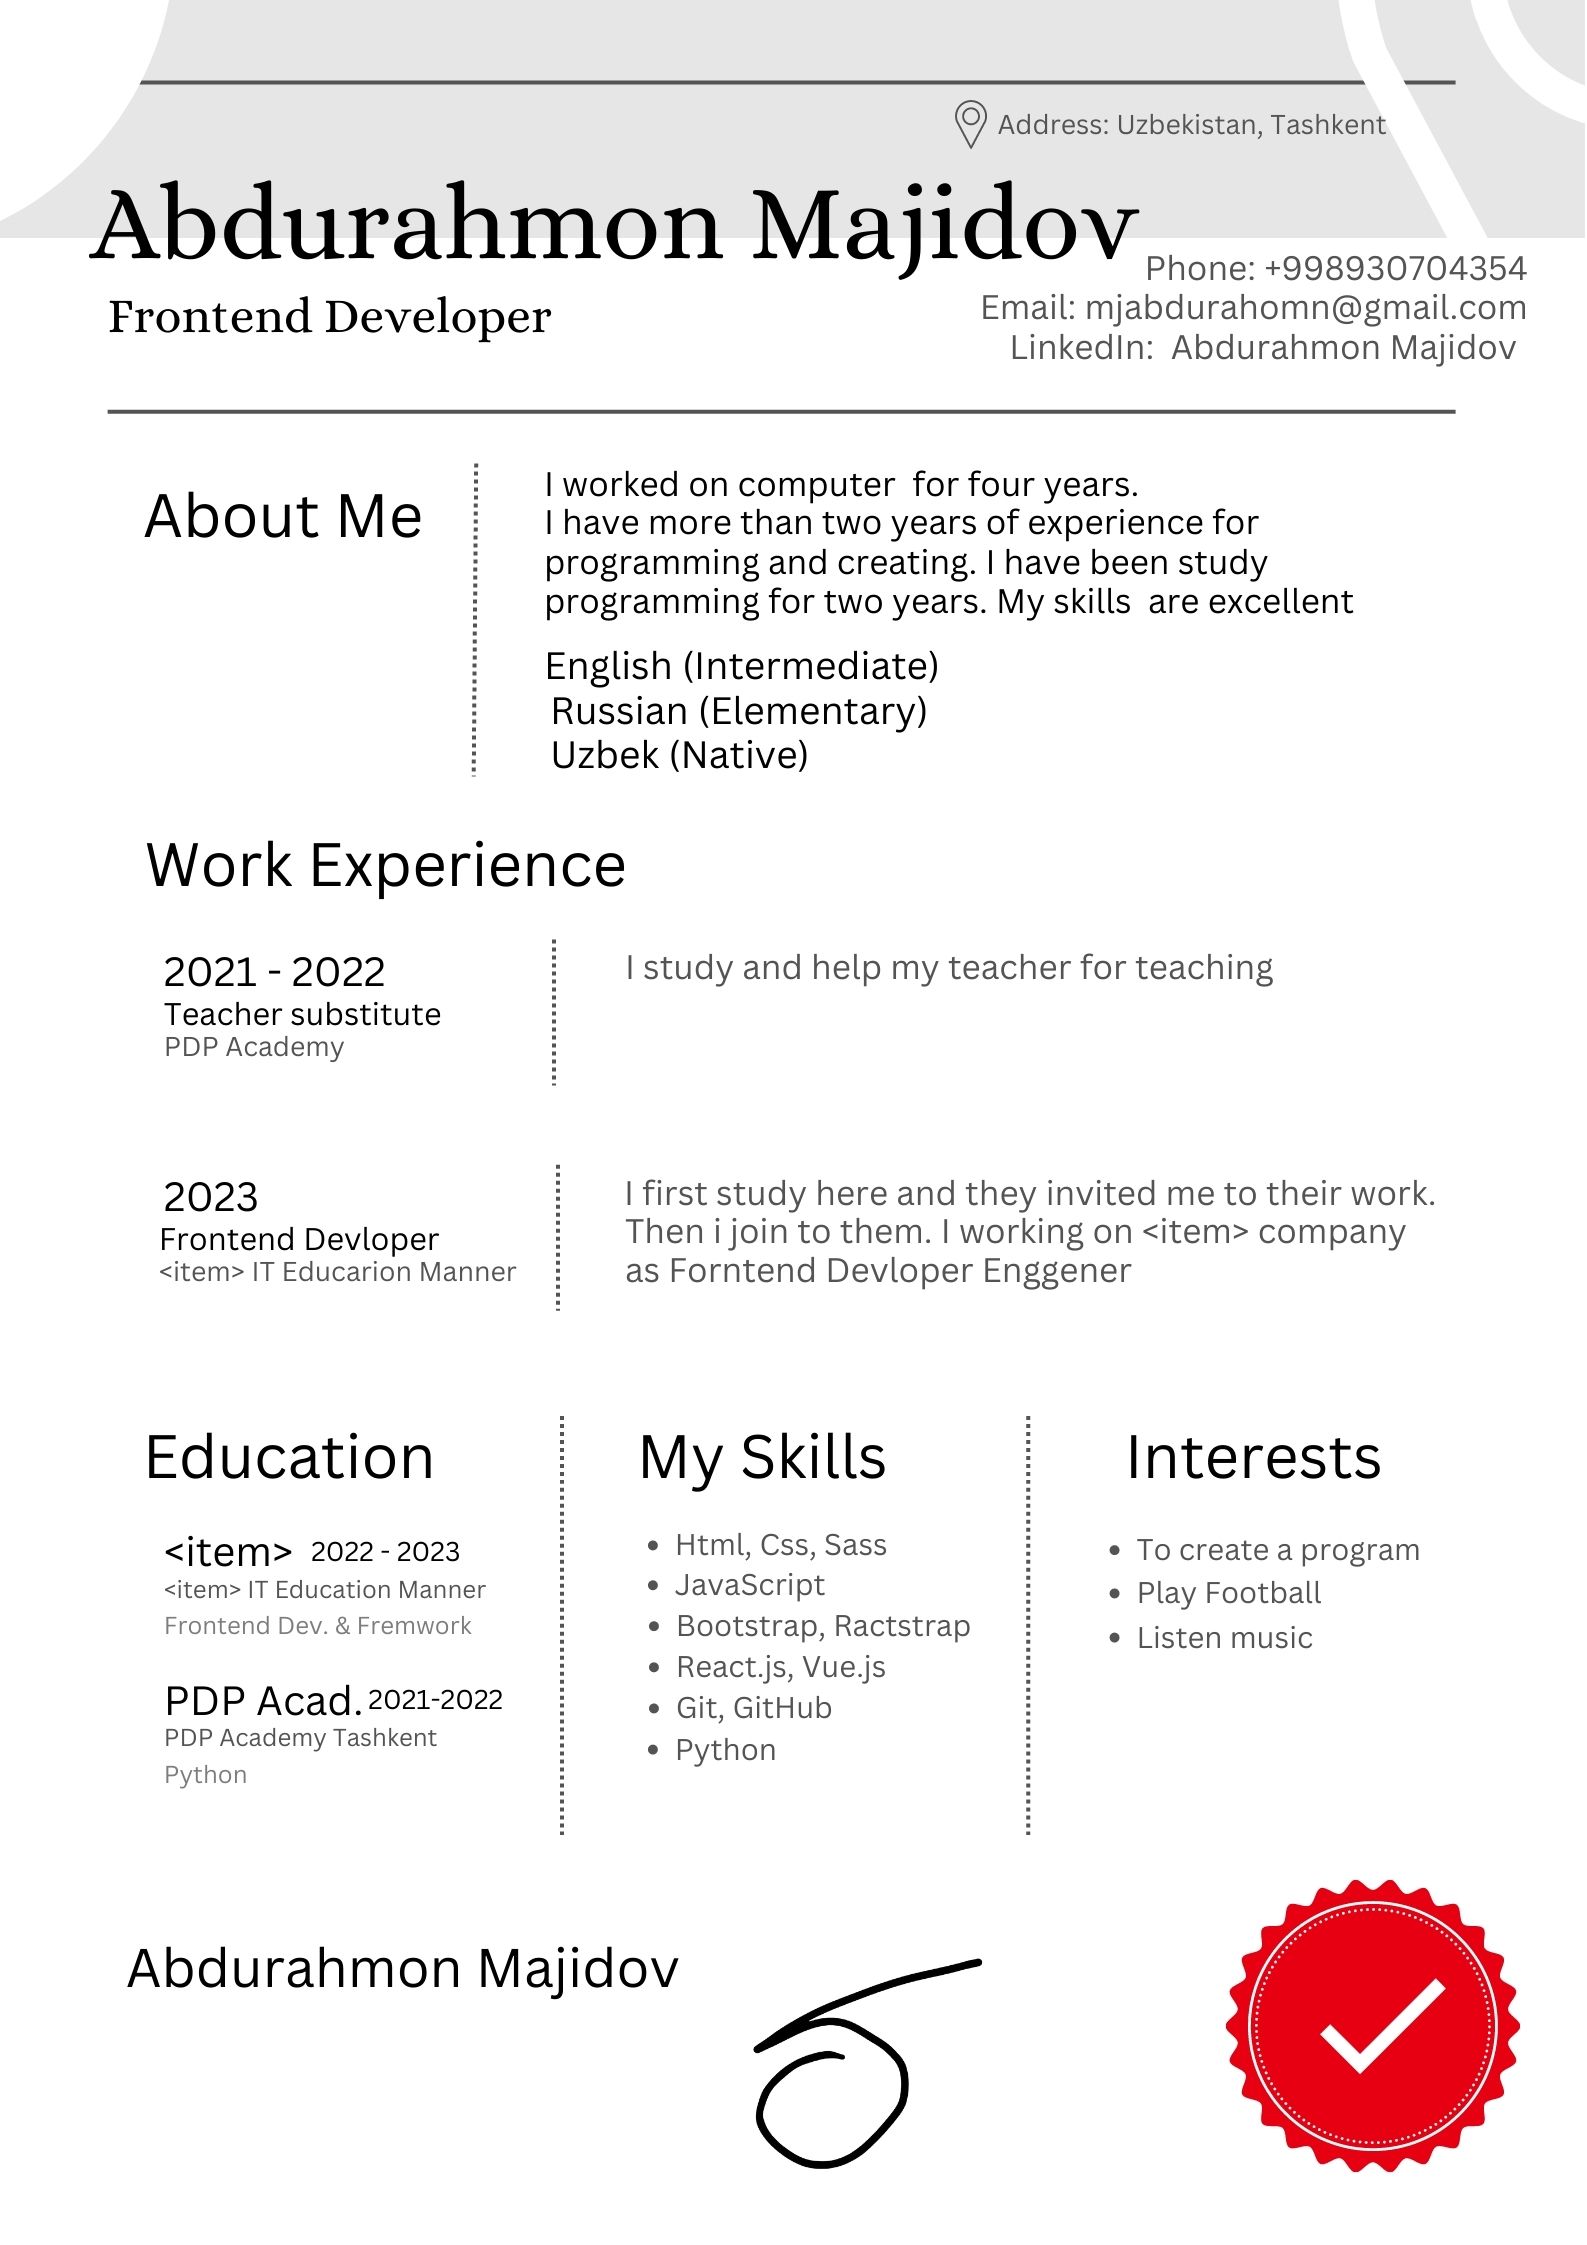 Address: Uzbekistan, Tashkent
Abdurahmon Majidov
Frontend Developer
Phone: +998930704354
Email: mjabdurahomn@gmail.com
LinkedIn: Abdurahmon Majidov
About Me
I worked on computer for four years.
I have more than two years of experience for
programming and creating. I have been study
programming for two years. My skills are excellent
English (Intermediate)
Russian (Elementary)
Uzbek (Native)
Work Experience
2021 - 2022
Teacher substitute
PDP Academy
I study and help my teacher for teaching
2023
Frontend Devloper
<item> IT Educarion Manner
I first study here and they invited me to their work.
Then i join to them. I working on <item> company
as Forntend Devloper Enggener
Education
<item> 2022 - 2023
<item> IT Education Manner
Frontend Dev. & Fremwork
PDP Acad. 2021-2022
PDP Academy Tashkent
Python
My Skills
• Html, Css, Sass
• JavaScript
• Bootstrap, Ractstrap
• React.js, Vue.js
• Git, GitHub
• Python
Interests
• To create a program
• Play Football
• Listen music
Abdurahmon Majidov